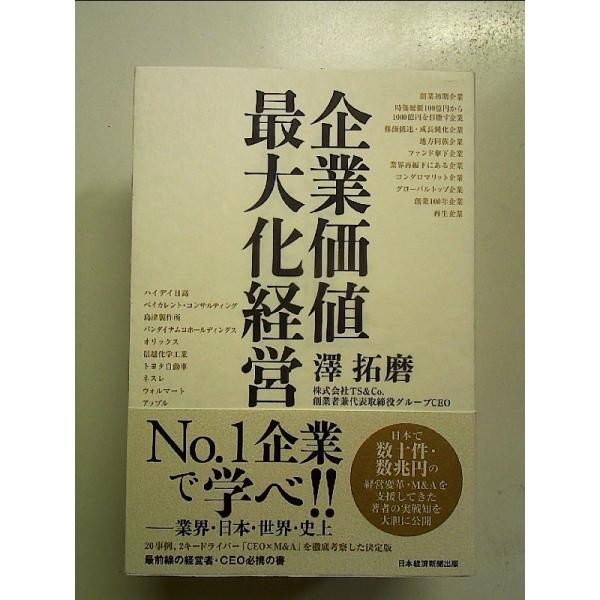 企業価値
最大化経営
創業初期企業
時価総額100億円から
1000億円を目指す企業
株価低迷・成長鈍化企業
地方同族企業
ファンド傘下企業
業界再編下にある企業
コングロマリット企業
グローバルトップ企業
創業100年企業
再生企業
ハイデイ日高
ベイカレント・コンサルティング
島津製作所
バンダイナムコホールディングス
オリックス
信越化学工業
トヨタ自動車
ネスレ
ウォルマート
アップル
澤 拓磨
株式会社TS&Co.
創業者兼代表取締役グループCEO
No.1企業
で学べ!!
──業界・日本・世界・史上
20事例、2キードライバー「CEO×M&A」を徹底考察した決定版
最前線の経営者・CEO必携の書
日本で
数十件・
数兆円の
経営変革・M&Aを
支援してきた
著者の実戦知を
大胆に公開
日本経済新聞出版